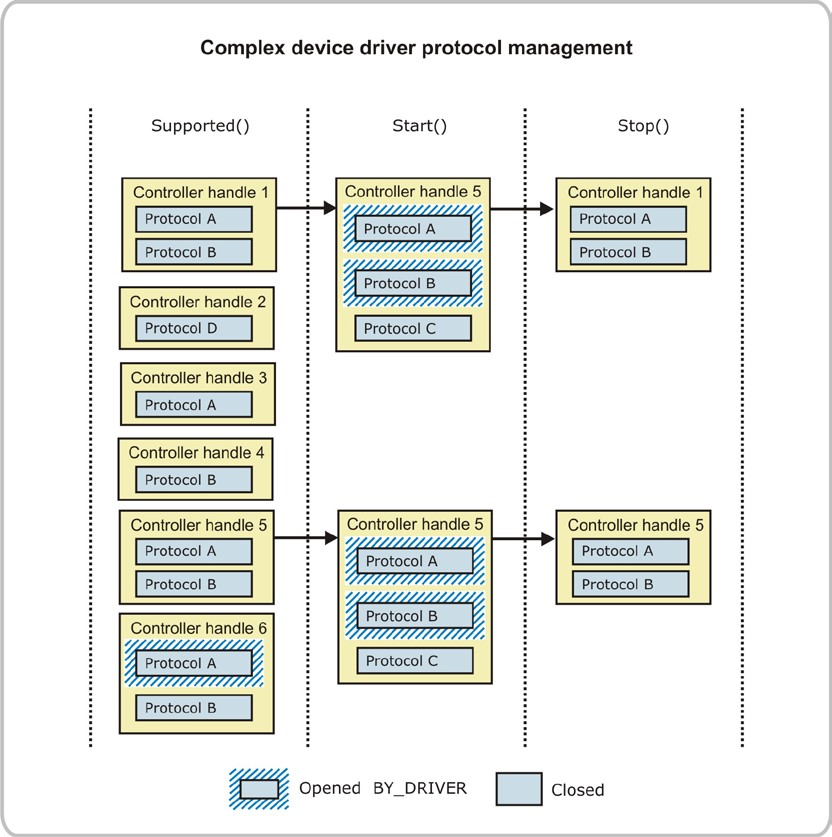 Complex device driver protocol management
Supported()
Start()
Stop()
Controller handle 1
Protocol A
Protocol B
Controller handle 2
Protocol D
Controller handle 3
Protocol A
Controller handle 4
Protocol B
Controller handle 5
Protocol A
Protocol B
Controller handle 6
Protocol A
Protocol B
Controller handle 5
Protocol A
Protocol B
Protocol C
Controller handle 5
Protocol A
Protocol B
Protocol C
Controller handle 1
Protocol A
Protocol B
Controller handle 5
Protocol A
Protocol B
Opened BY_DRIVER
Closed